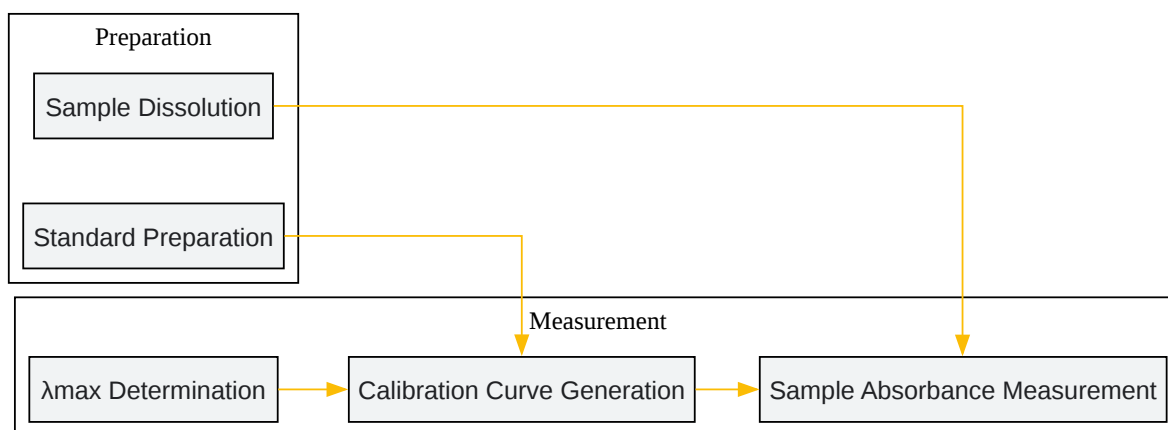 Preparation
Sample Dissolution
Standard Preparation
Measurement
λmax Determination
Calibration Curve Generation
Sample Absorbance Measurement